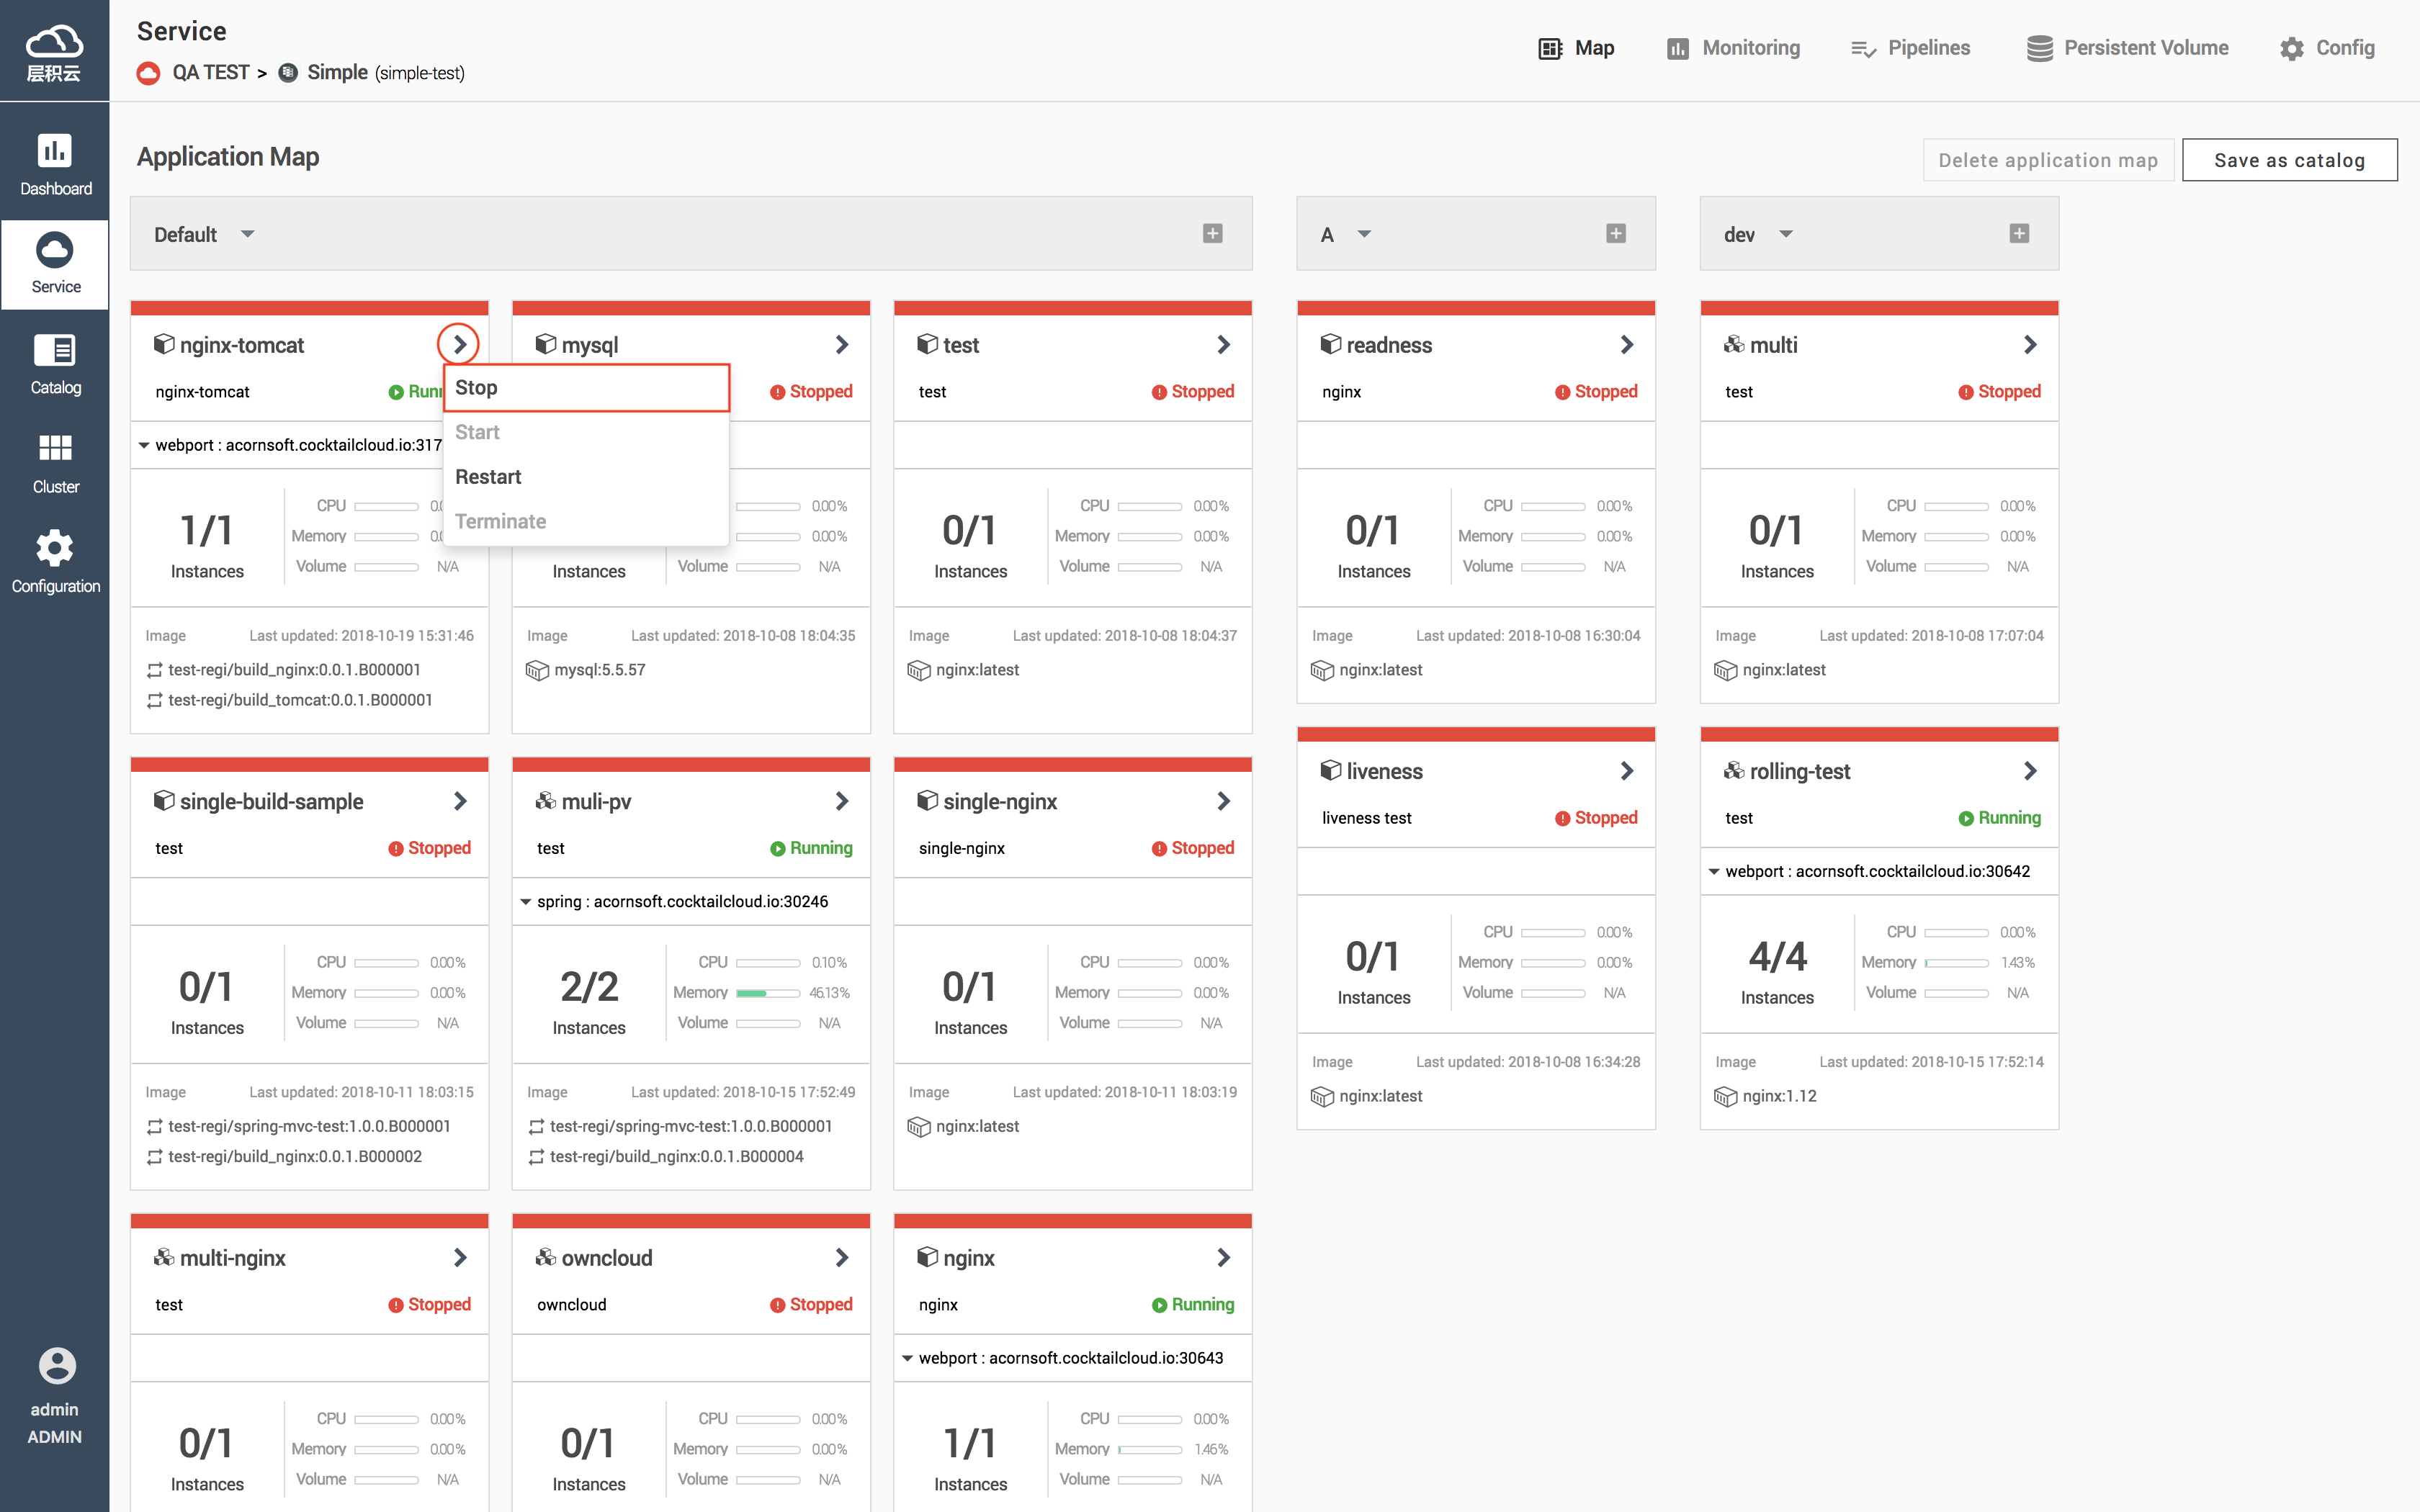 层积云
Service
QA TEST > Simple (simple-test)
Map
Monitoring
Pipelines
Persistent Volume
Config
Dashboard
Service
Catalog
Cluster
Configuration
admin
ADMIN
Application Map
Delete application map
Save as catalog
Default
A
dev
nginx-tomcat
nginx-tomcat
webport : acornsoft.cocktailcloud.io:317
1/1
Instances
CPU
Memory
Volume N/A
Image Last updated: 2018-10-19 15:31:46
test-regi/build_nginx:0.0.1.B000001
test-regi/build_tomcat:0.0.1.B000001
Stop
Start
Restart
Terminate
mysql
Stopped
0.00%
0.00%
Instances
Volume N/A
Image Last updated: 2018-10-08 18:04:35
mysql:5.5.57
test
test Stopped
0/1
Instances
CPU 0.00%
Memory 0.00%
Volume N/A
Image Last updated: 2018-10-08 18:04:37
nginx:latest
readness
nginx Stopped
0/1
Instances
CPU 0.00%
Memory 0.00%
Volume N/A
Image Last updated: 2018-10-08 16:30:04
nginx:latest
multi
test Stopped
0/1
Instances
CPU 0.00%
Memory 0.00%
Volume N/A
Image Last updated: 2018-10-08 17:07:04
nginx:latest
single-build-sample
test Stopped
0/1
Instances
CPU 0.00%
Memory 0.00%
Volume N/A
Image Last updated: 2018-10-11 18:03:15
test-regi/spring-mvc-test:1.0.0.B000001
test-regi/build_nginx:0.0.1.B000002
muli-pv
test Running
spring : acornsoft.cocktailcloud.io:30246
2/2
Instances
CPU 0.10%
Memory 46.13%
Volume N/A
Image Last updated: 2018-10-15 17:52:49
test-regi/spring-mvc-test:1.0.0.B000001
test-regi/build_nginx:0.0.1.B000004
single-nginx
single-nginx Stopped
0/1
Instances
CPU 0.00%
Memory 0.00%
Volume N/A
Image Last updated: 2018-10-11 18:03:19
nginx:latest
liveness
liveness test Stopped
0/1
Instances
CPU 0.00%
Memory 0.00%
Volume N/A
Image Last updated: 2018-10-08 16:34:28
nginx:latest
rolling-test
test Running
webport : acornsoft.cocktailcloud.io:30642
4/4
Instances
CPU 0.00%
Memory 1.43%
Volume N/A
Image Last updated: 2018-10-15 17:52:14
nginx:1.12
multi-nginx
test Stopped
0/1
Instances
CPU 0.00%
Memory 0.00%
Volume N/A
owncloud
owncloud Stopped
0/1
Instances
CPU 0.00%
Memory 0.00%
Volume N/A
nginx
nginx Running
webport : acornsoft.cocktailcloud.io:30643
1/1
Instances
CPU 0.00%
Memory 1.46%
Volume N/A